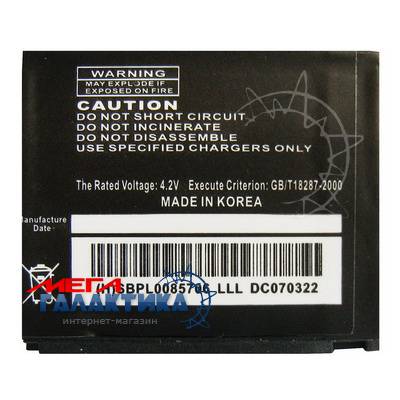 WARNING
MAY EXPLODE IF
EXPOSED ON FIRE
CAUTION
DO NOT SHORT CIRCUIT
DO NOT INCINERATE
DO NOT DISASSEMBLE
USE SPECIFIED CHARGERS ONLY
The Rated Voltage: 4.2V Execute Criterion: GB/T18287-2000
MADE IN KOREA
Manufacture
Date:
(H)SBPL0085706 LLL DC070322
МЕГА
ГАЛАКТИКА
интернет-магазин